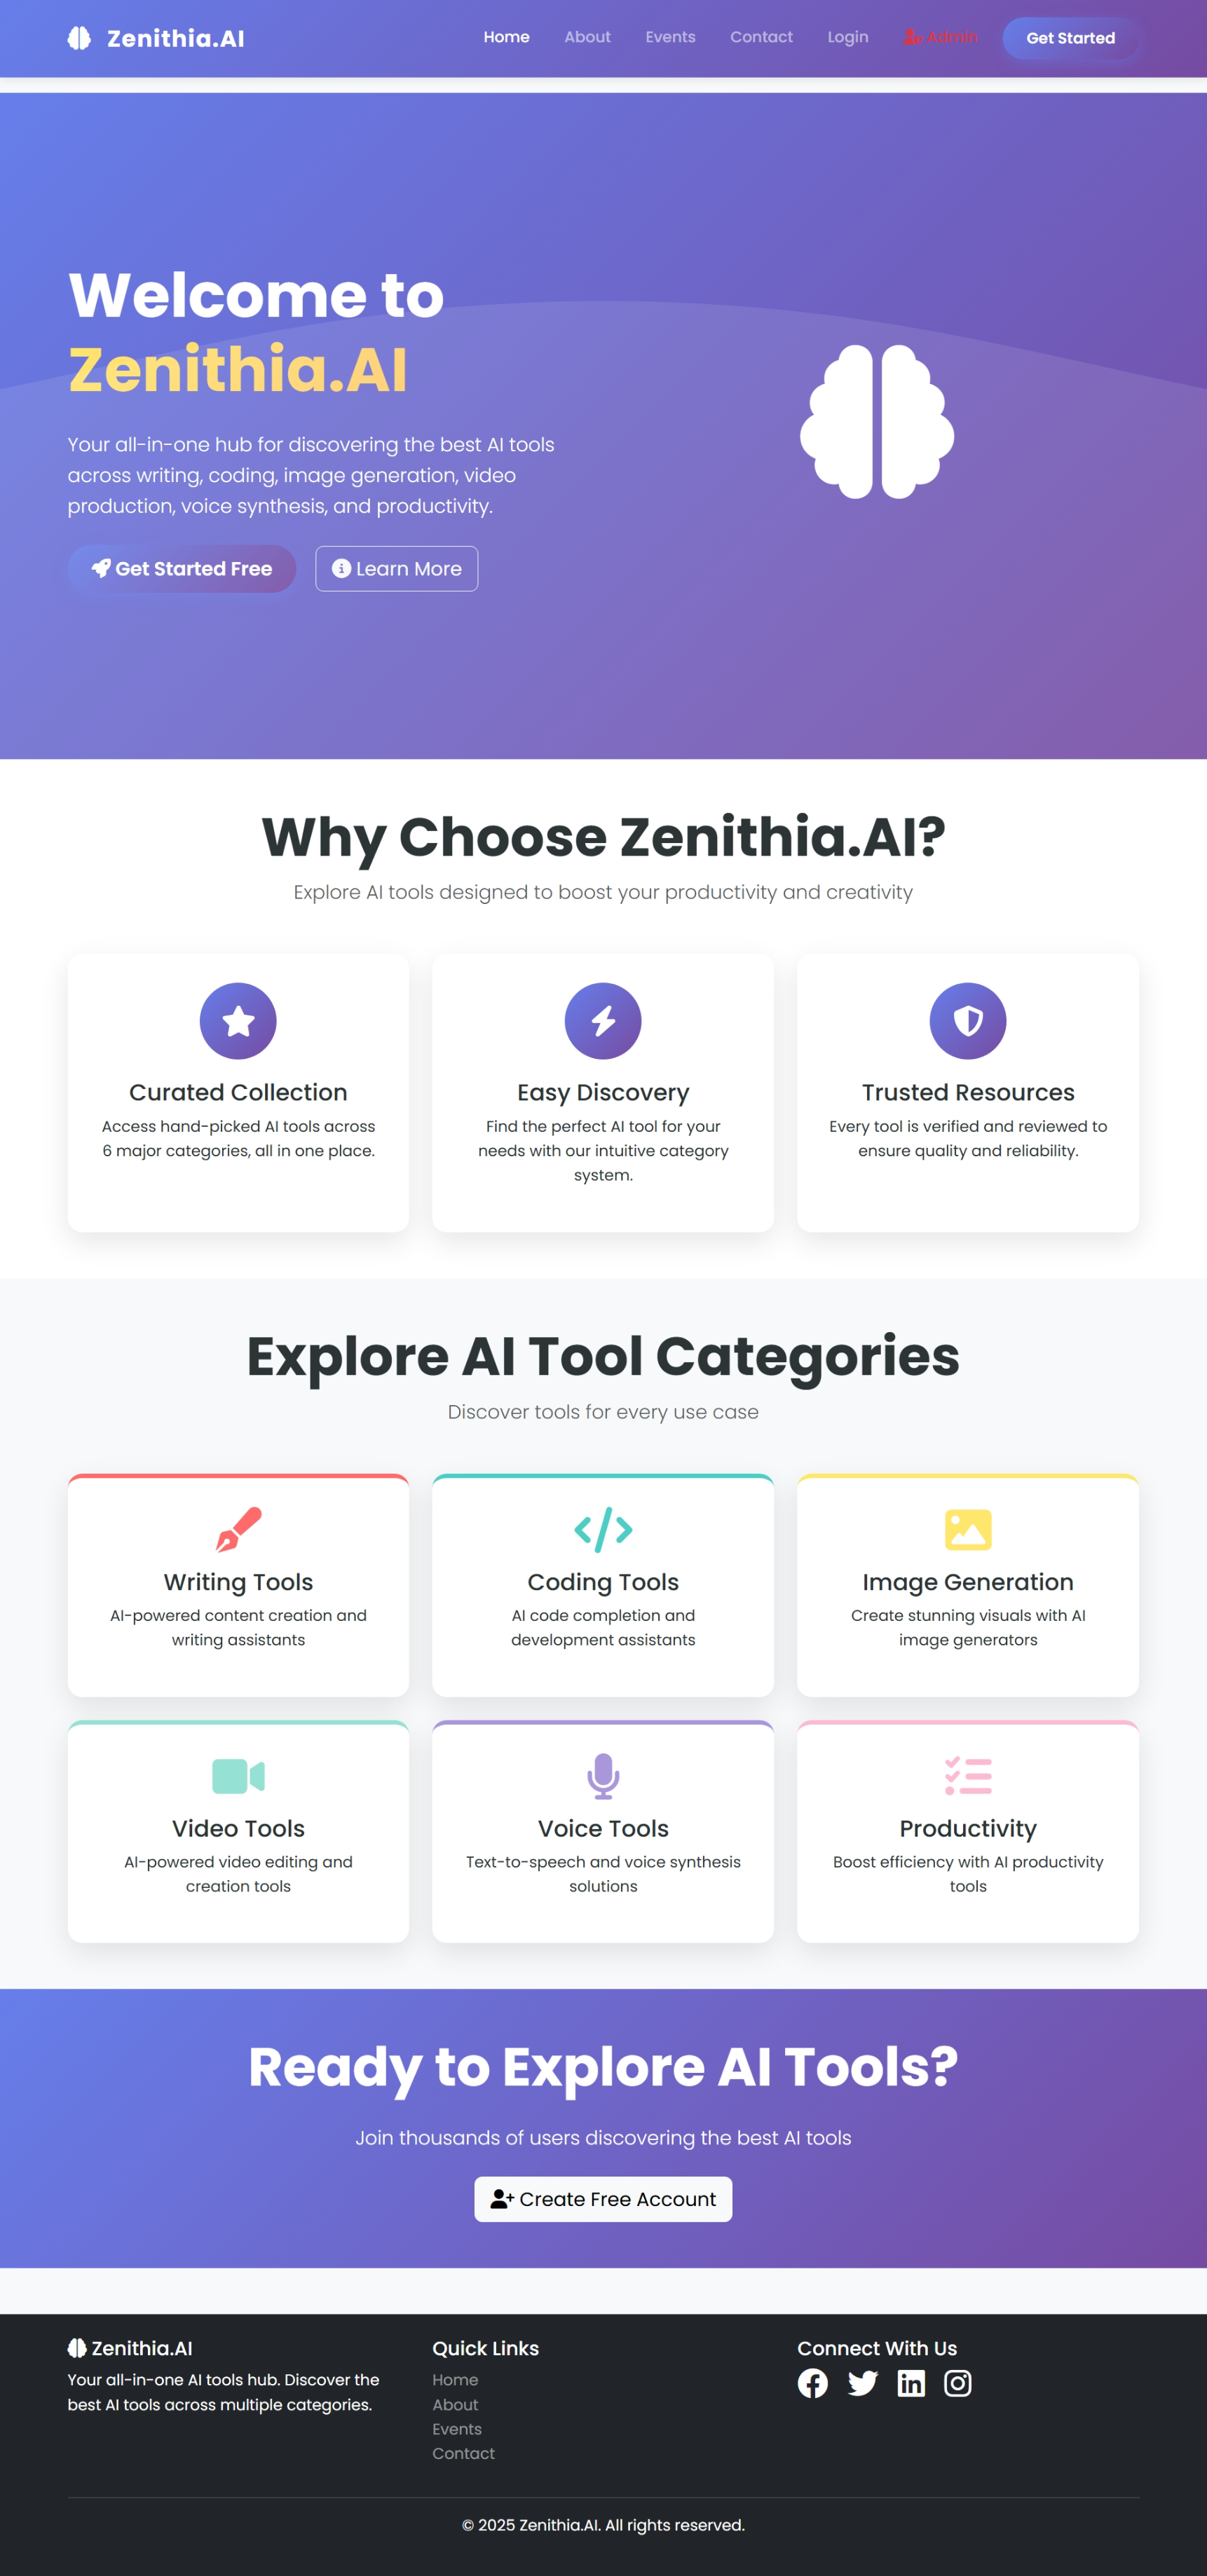 Zenithia.AI
Home
About
Events
Contact
Login
Admin
Get Started
Welcome to
Zenithia.AI
Your all-in-one hub for discovering the best AI tools
across writing, coding, image generation, video
production, voice synthesis, and productivity.
Get Started Free
Learn More
Why Choose Zenithia.AI?
Explore AI tools designed to boost your productivity and creativity
Curated Collection
Access hand-picked AI tools across
6 major categories, all in one place.
Easy Discovery
Find the perfect AI tool for your
needs with our intuitive category
system.
Trusted Resources
Every tool is verified and reviewed to
ensure quality and reliability.
Explore AI Tool Categories
Discover tools for every use case
Writing Tools
AI-powered content creation and
writing assistants
Coding Tools
AI code completion and
development assistants
Image Generation
Create stunning visuals with AI
image generators
Video Tools
AI-powered video editing and
creation tools
Voice Tools
Text-to-speech and voice synthesis
solutions
Productivity
Boost efficiency with AI productivity
tools
Ready to Explore AI Tools?
Join thousands of users discovering the best AI tools
Create Free Account
Zenithia.AI
Your all-in-one AI tools hub. Discover the
best AI tools across multiple categories.
Quick Links
Home
About
Events
Contact
Connect With Us
© 2025 Zenithia.AI. All rights reserved.